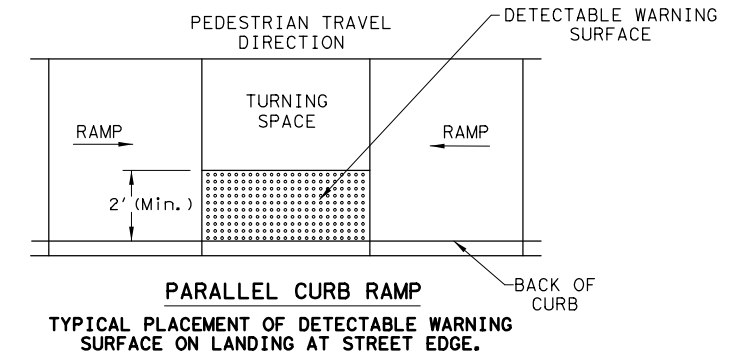 PEDESTRIAN TRAVEL
DIRECTION
DETECTABLE WARNING
SURFACE
TURNING
SPACE
RAMP
RAMP
2' (Min.)
BACK OF
CURB
PARALLEL CURB RAMP
TYPICAL PLACEMENT OF DETECTABLE WARNING
SURFACE ON LANDING AT STREET EDGE.